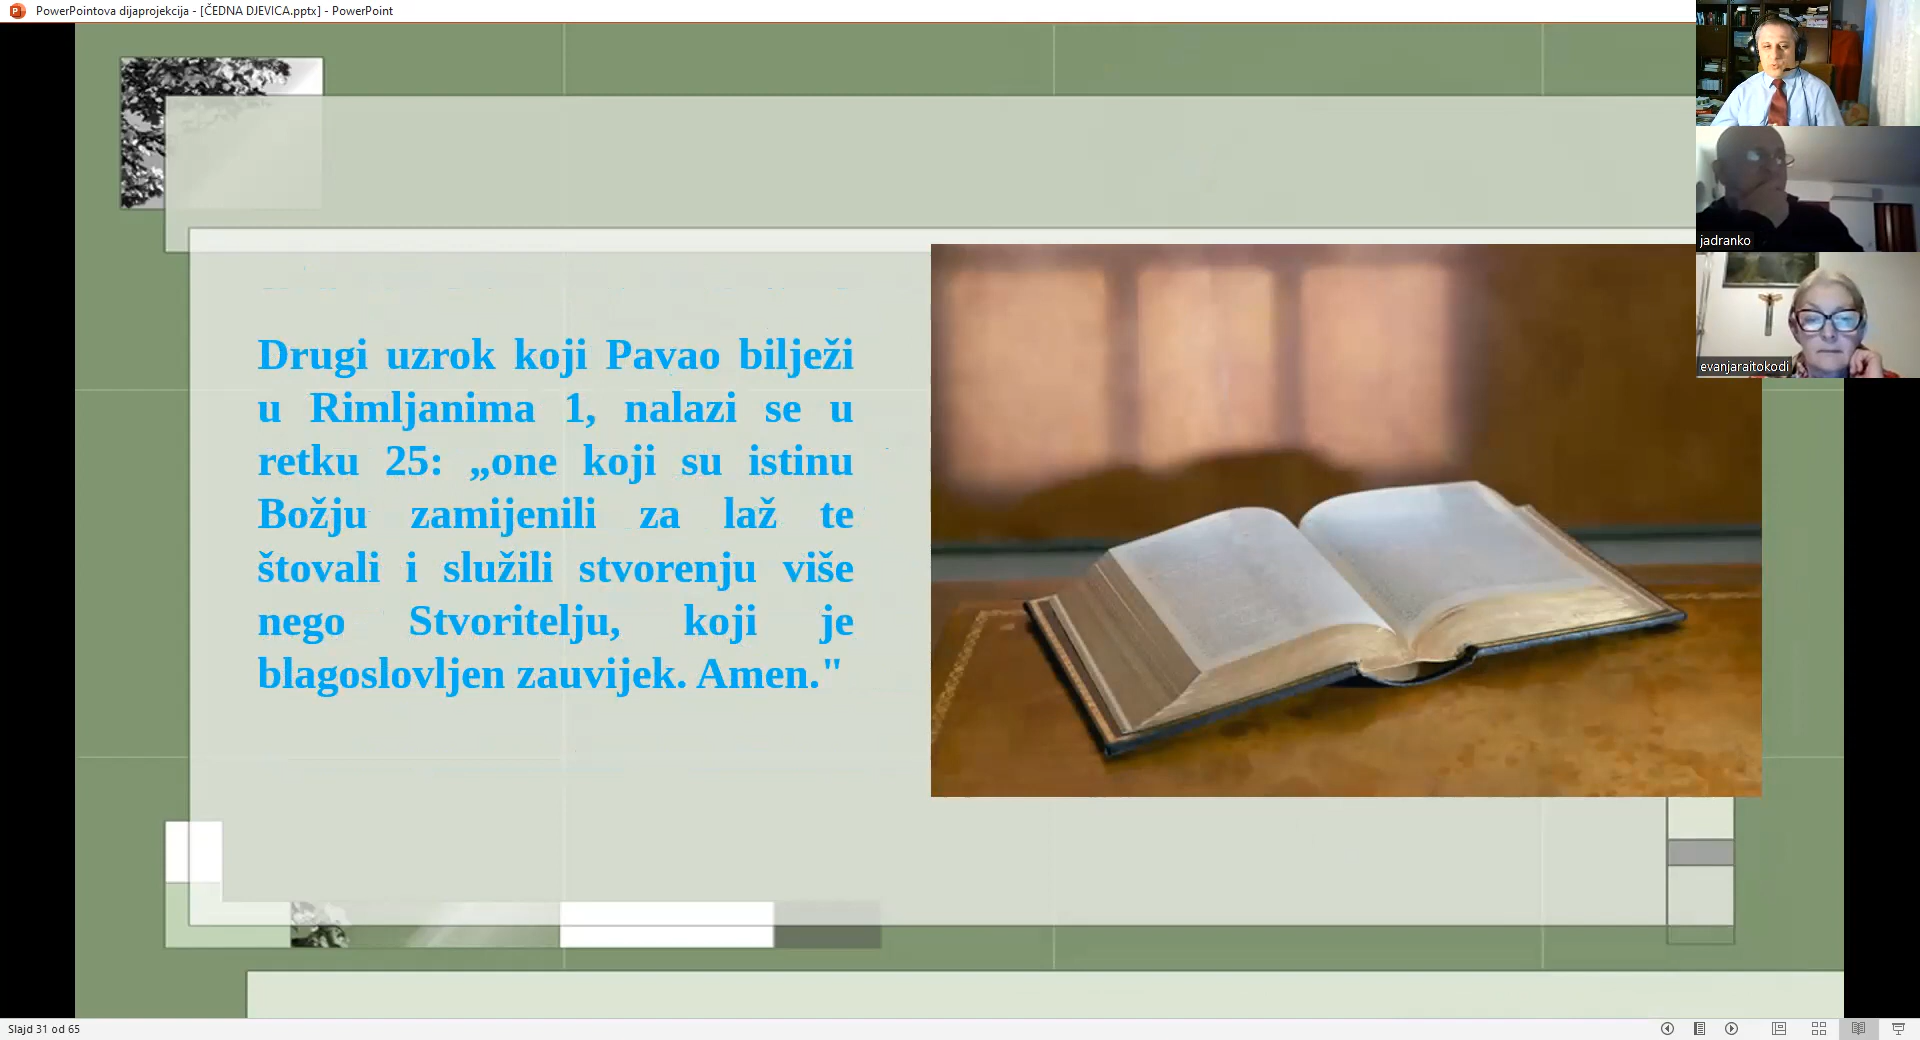 PowerPointova dijaprojekcija - [ČEDNA DJEVICA.pptx] - PowerPoint
Drugi uzrok koji Pavao bilježi
u Rimljanima 1, nalazi se u
retku 25: „one koji su istinu
Božju zamijenili za laž te
štovali i služili stvorenju više
nego Stvoritelju, koji je
blagoslovljen zauvijek. Amen."
jadranko
evanjaraitokodi
Slajd 31 od 65